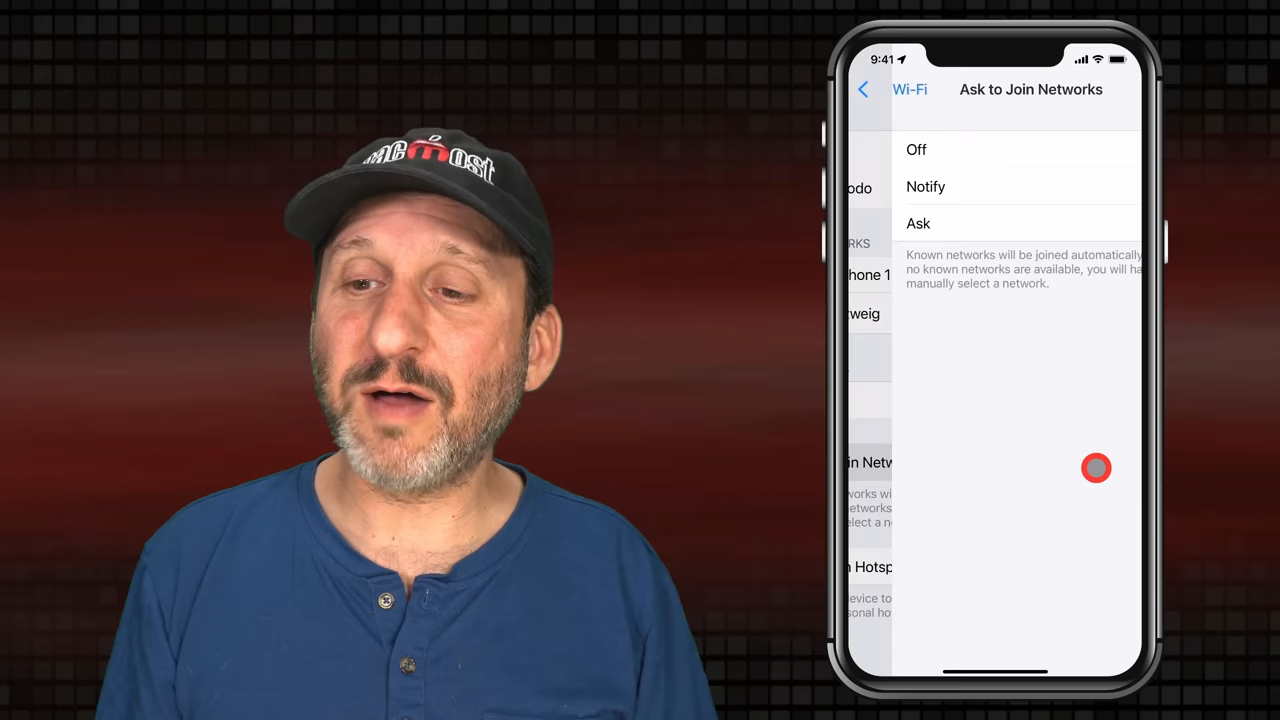 9:41
Wi-Fi
Ask to Join Networks
Off
odo
Notify
Ask
RKS
Known networks will be joined automatically
no known networks are available, you will ha
manually select a network.
hone 1
zweig
in Netw
works wi
etworks
elect a n
n Hotsp
evice to
sonal ho
macmost